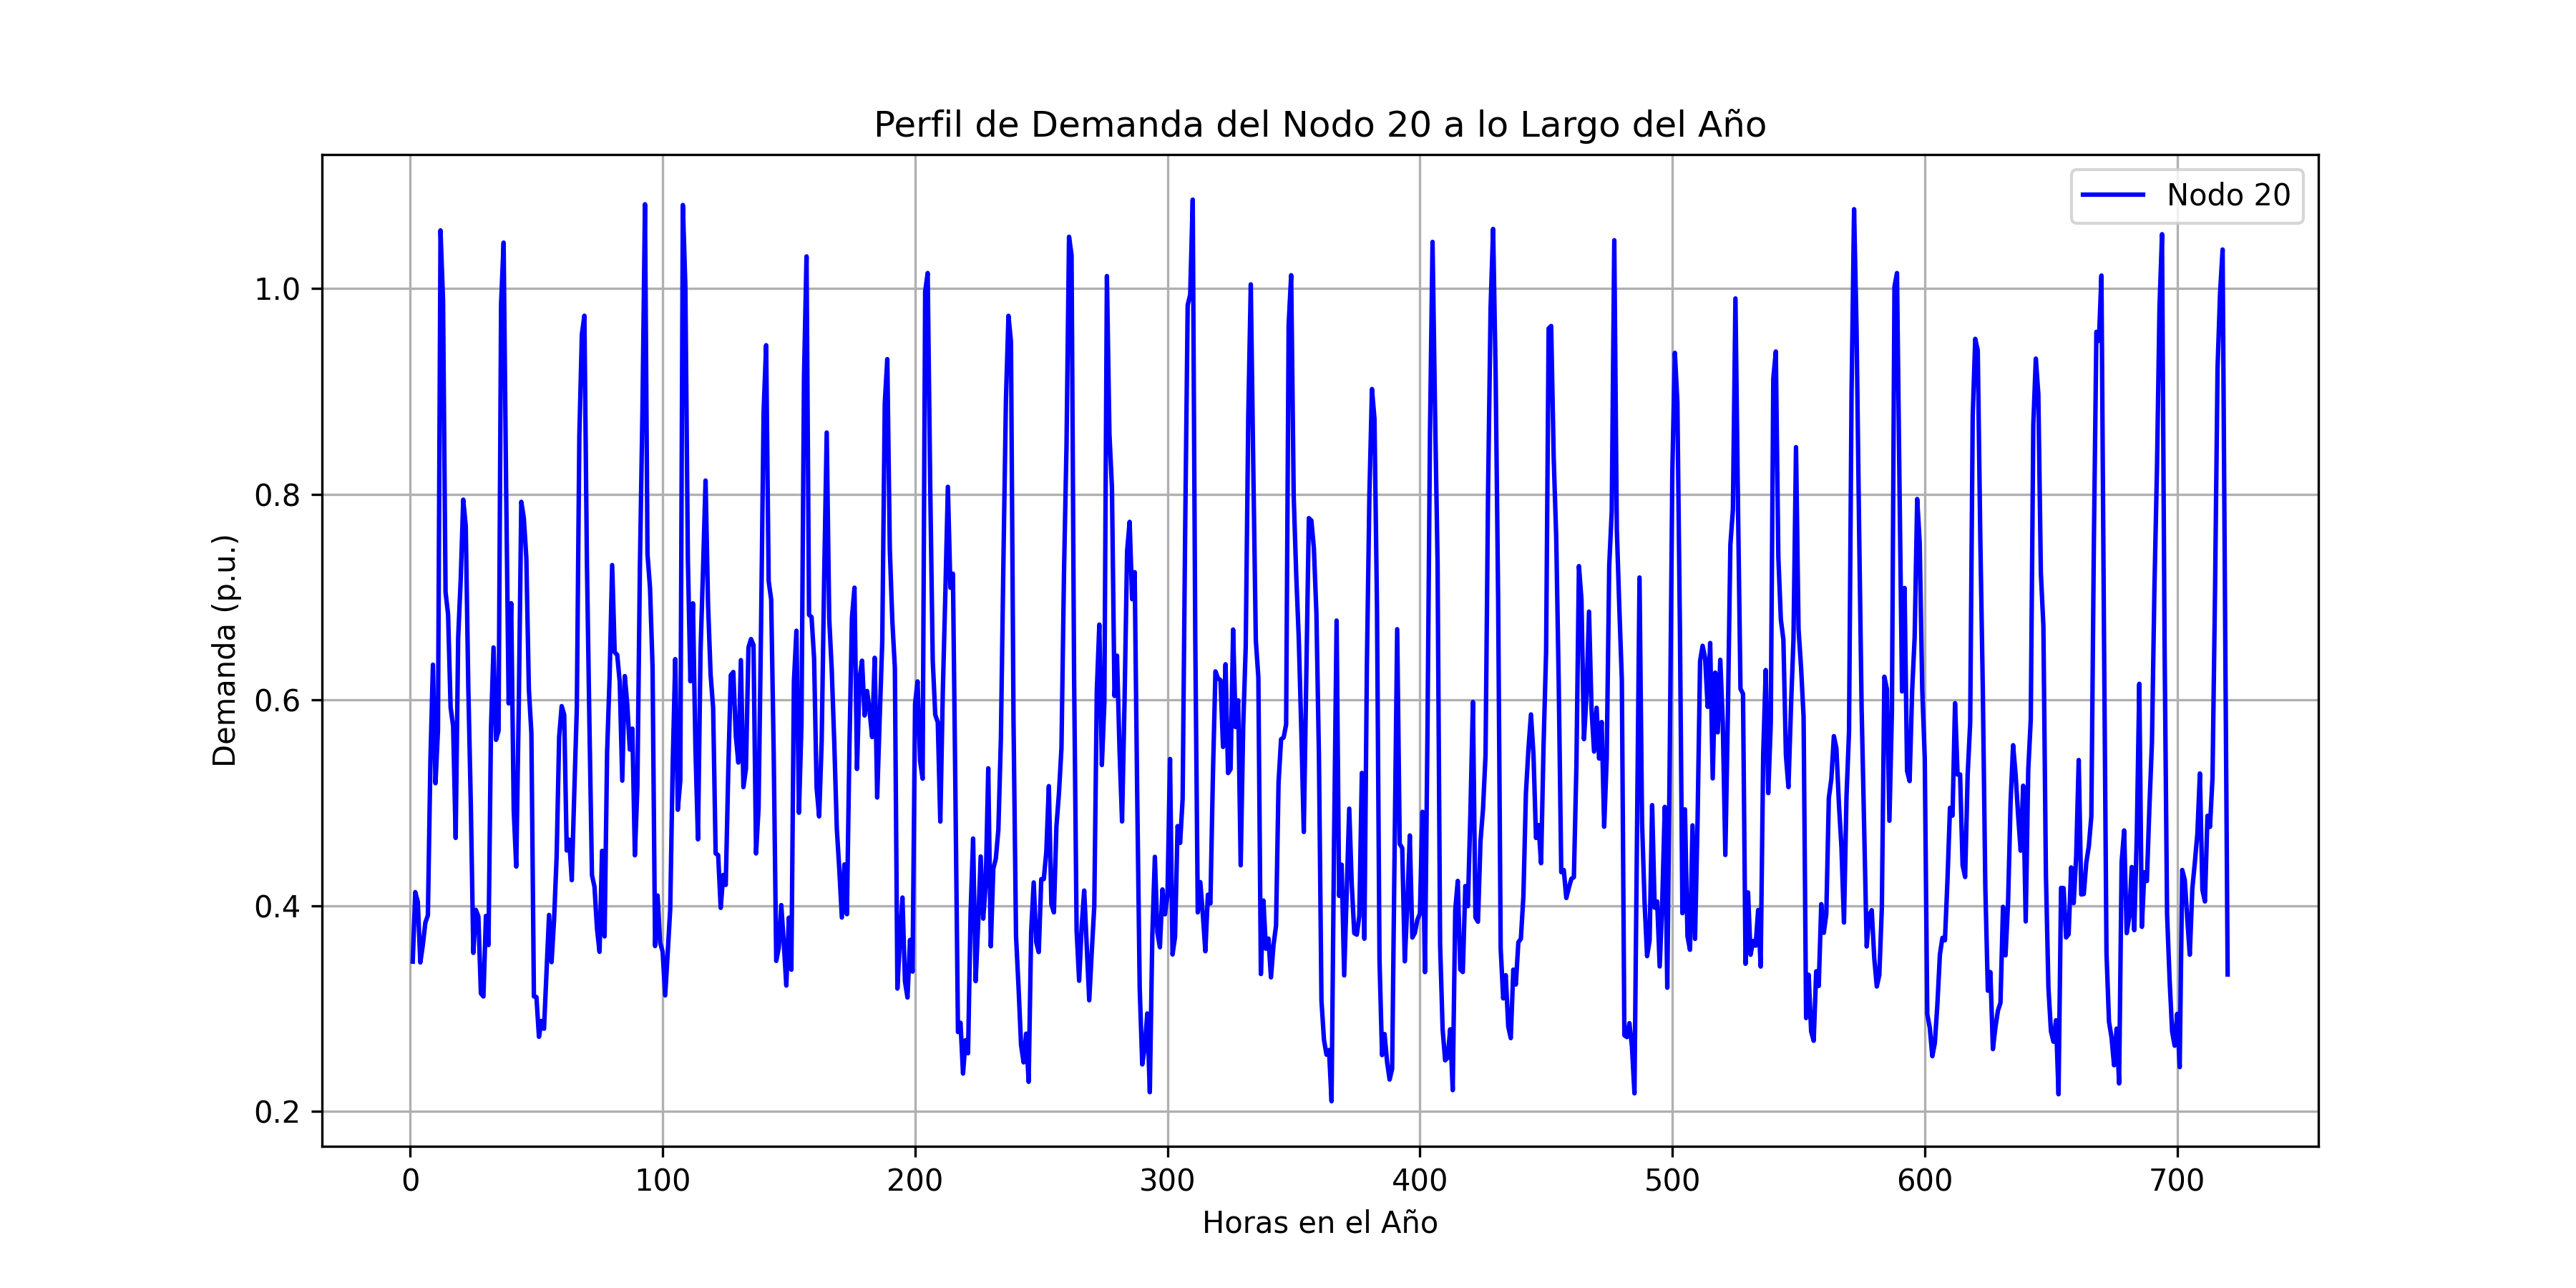 Perfil de Demanda del Nodo 20 a lo Largo del Año
Nodo 20
1.0
0.8
0.6
0.4
0.2
Demanda (p.u.)
0 100 200 300 400 500 600 700
Horas en el Año